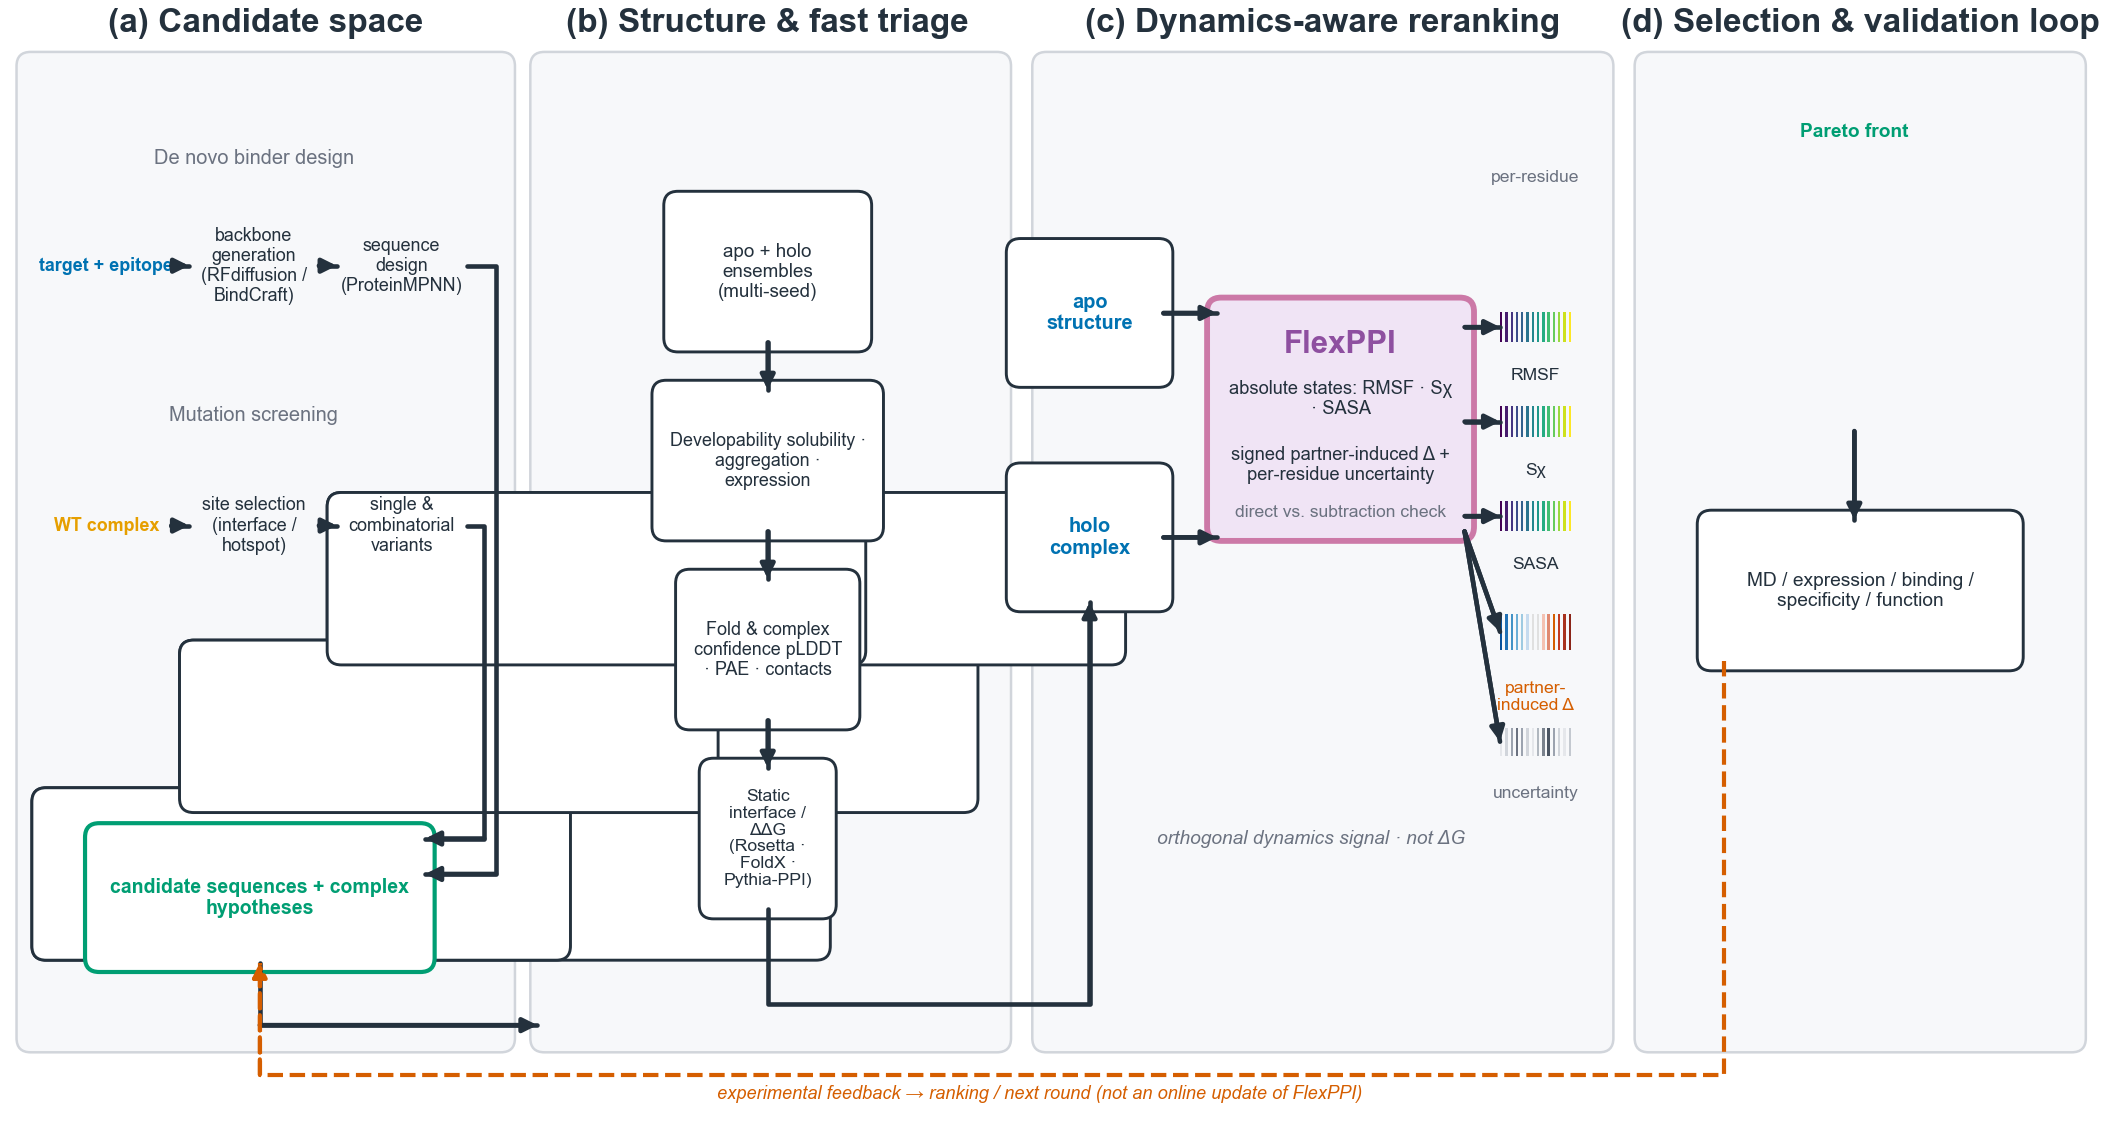 (a) Candidate space
De novo binder design
target + epitope
backbone
generation
(RFdiffusion /
BindCraft)
sequence
design
(ProteinMPNN)
Mutation screening
WT complex
site selection
(interface /
hotspot)
single &
combinatorial
variants
candidate sequences + complex
hypotheses
(b) Structure & fast triage
apo + holo
ensembles
(multi-seed)
Developability solubility ·
aggregation ·
expression
Fold & complex
confidence pLDDT
· PAE · contacts
Static
interface /
ΔΔG
(Rosetta ·
FoldX ·
Pythia-PPI)
(c) Dynamics-aware reranking
apo
structure
holo
complex
FlexPPI
absolute states: RMSF · Sχ
· SASA
signed partner-induced Δ +
per-residue uncertainty
direct vs. subtraction check
per-residue
RMSF
Sχ
SASA
partner-
induced Δ
uncertainty
orthogonal dynamics signal · not ΔG
(d) Selection & validation loop
Pareto front
MD / expression / binding /
specificity / function
experimental feedback → ranking / next round (not an online update of FlexPPI)